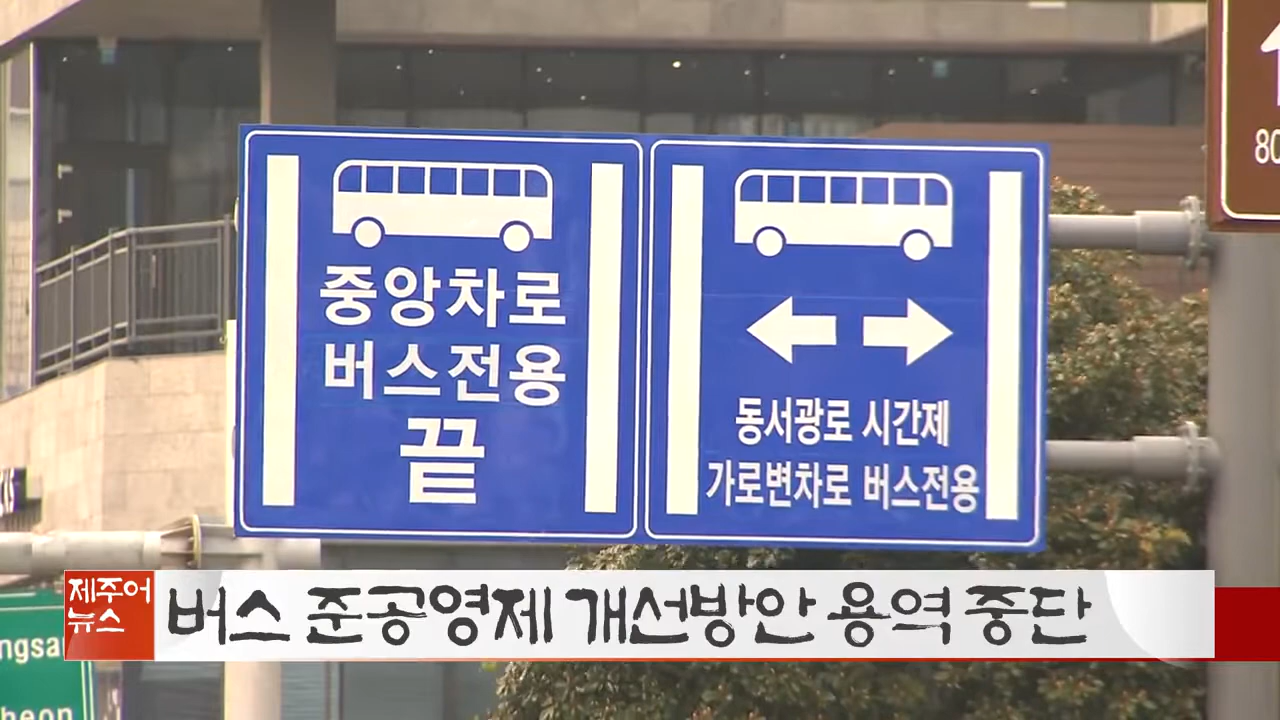 중앙차로
버스전용
끝
동서광로 시간제
가로변차로 버스전용
80
제주어
뉴스
버스 준공영제 개선방안 용역 중단